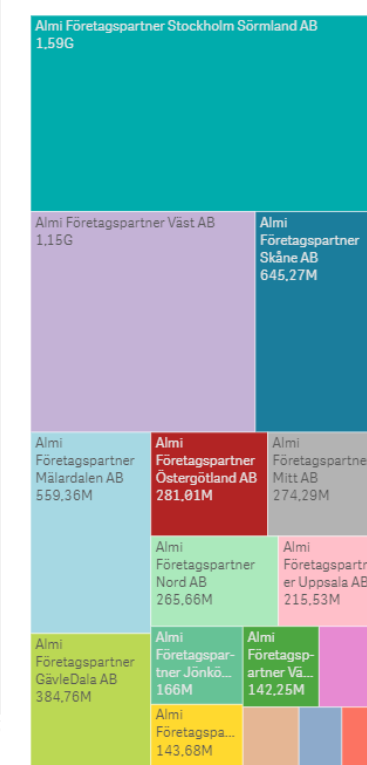 Almi Företagspartner Stockholm Sörmland AB
1,59G
Almi Företagspartner Väst AB
1,15G
Almi
Företagspartner
Skåne AB
645,27M
Almi
Företagspartner
Mälardalen AB
559,36M
Almi
Företagspartner
Östergötland AB
281,01M
Almi
Företagspartne
Mitt AB
274,29M
Almi
Företagspartner
Nord AB
265,66M
Almi
Företagspartn
er Uppsala AB
215,53M
Almi
Företagspartner
GävleDala AB
384,76M
Almi
Företagspar-
tner Jönkö...
166M
Almi
Företagsp-
artner Vä...
142,25M
Almi
Företagspa...
143,68M